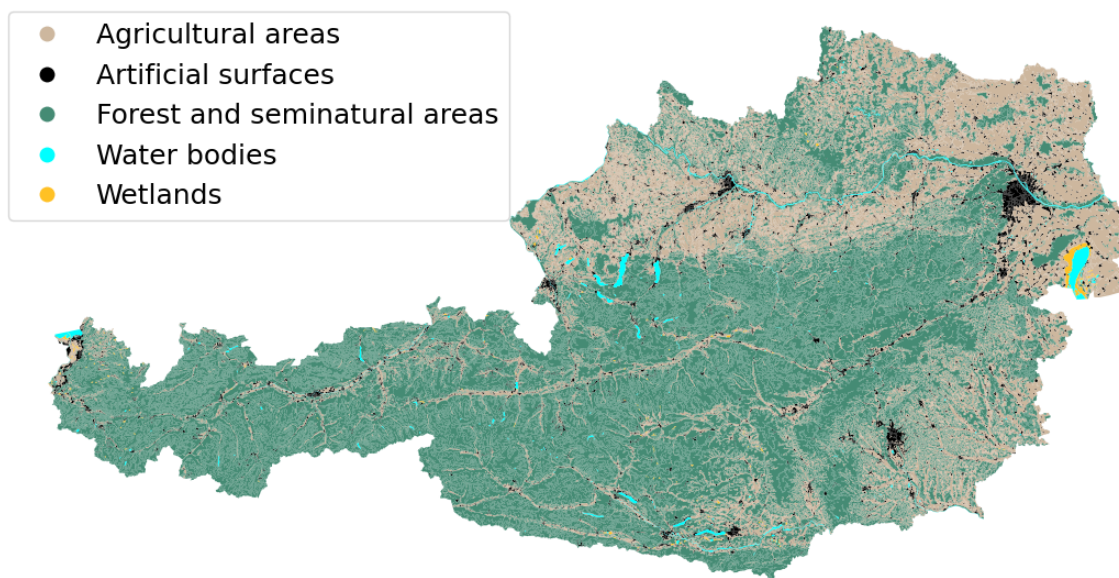 Agricultural areas
Artificial surfaces
Forest and seminatural areas
Water bodies
Wetlands